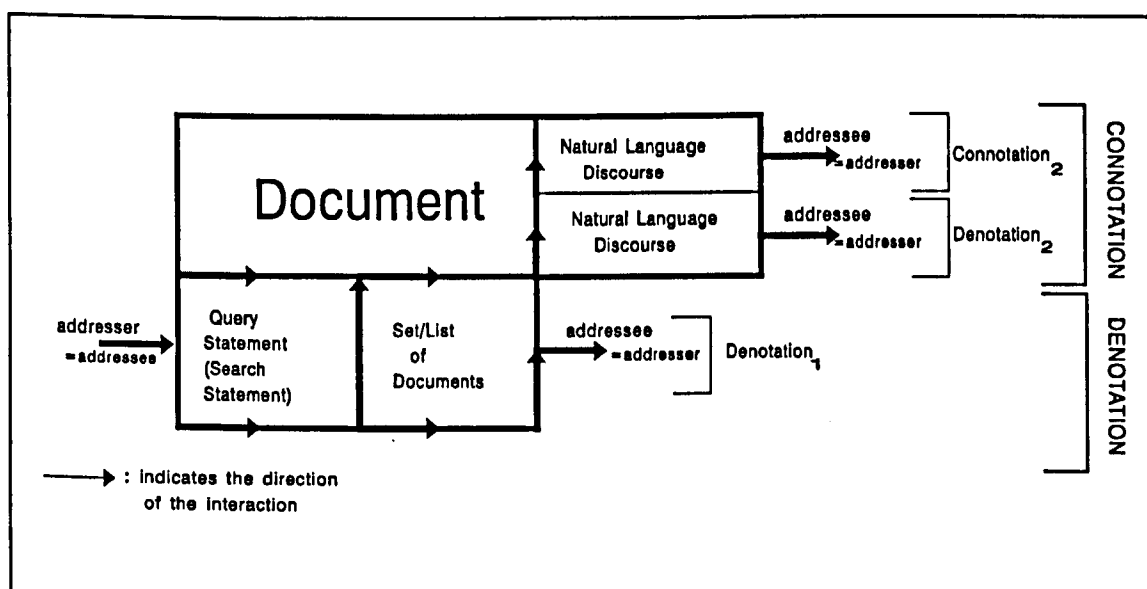 Document
Natural Language
Discourse
Natural Language
Discourse
addressee
=addresser
Connotation2
addressee
=addresser
Denotation2
CONNOTATION
addresser
=addressee
Query
Statement
(Search
Statement)
Set/List
of
Documents
addressee
=addresser
Denotation1
DENOTATION
: indicates the direction
of the interaction